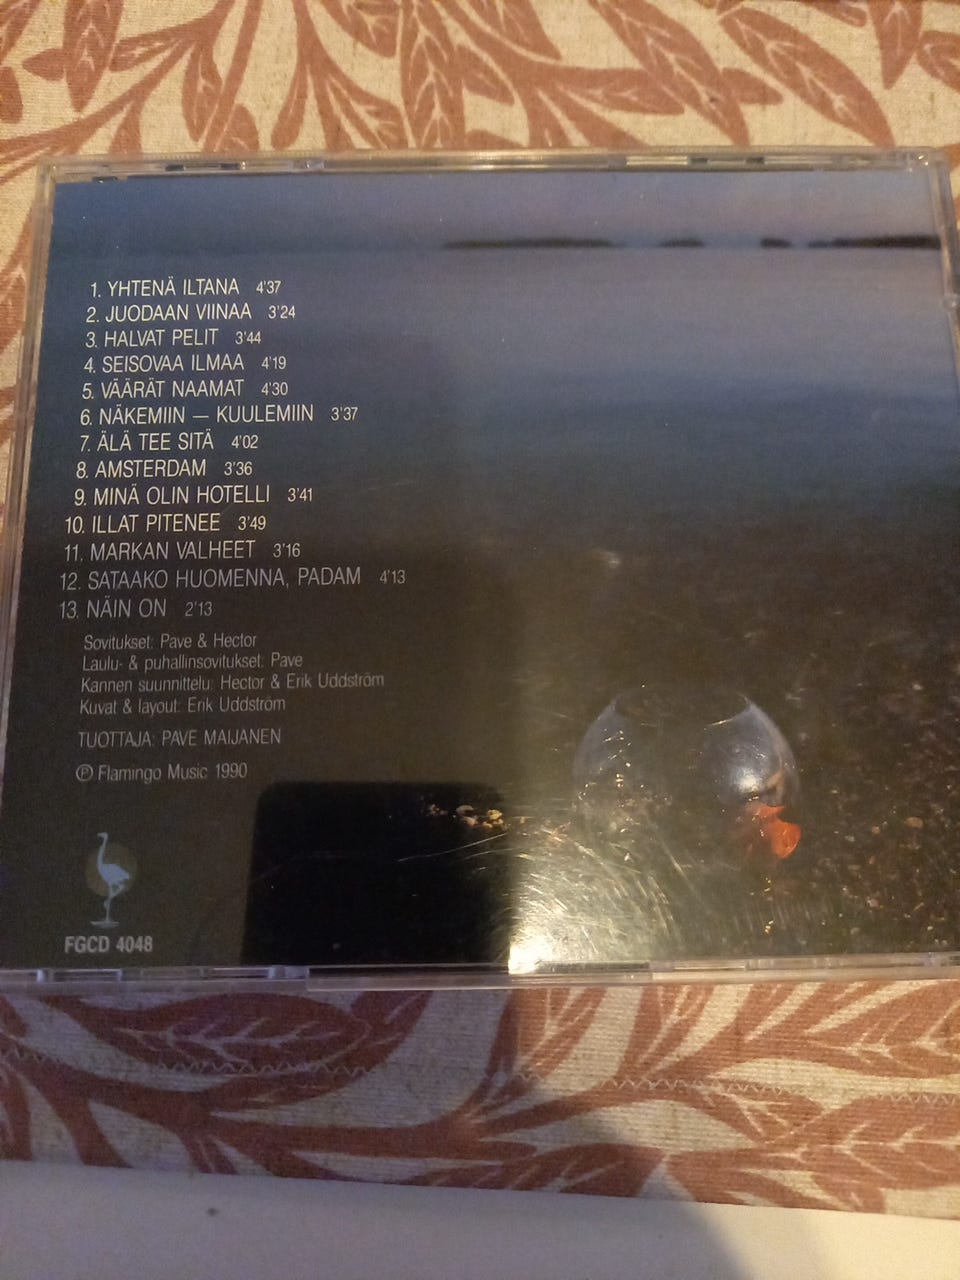 1. YHTENÄ ILTANA 4'37
2. JUODAAN VIINAA 3'24
3. HALVAT PELIT 3'44
4. SEISOVAA ILMAA 4'19
5. VÄÄRÄT NAAMAT 4'30
6. NÄKEMIIN — KUULEMIIN 3'37
7. ÄLÄ TEE SITÄ 4'02
8. AMSTERDAM 3'36
9. MINÄ OLIN HOTELLI 3'41
10. ILLAT PITENEE 3'49
11. MARKAN VALHEET 3'16
12. SATAAKO HUOMENNA, PADAM 4'13
13. NÄIN ON 2'13
Sovitukset: Pave & Hector
Laulu- & puhallinsovitukset: Pave
Kannen suunnittelu: Hector & Erik Uddström
Kuvat & layout: Erik Uddström
TUOTTAJA: PAVE MAIJANEN
℗ Flamingo Music 1990
FGCD 4048